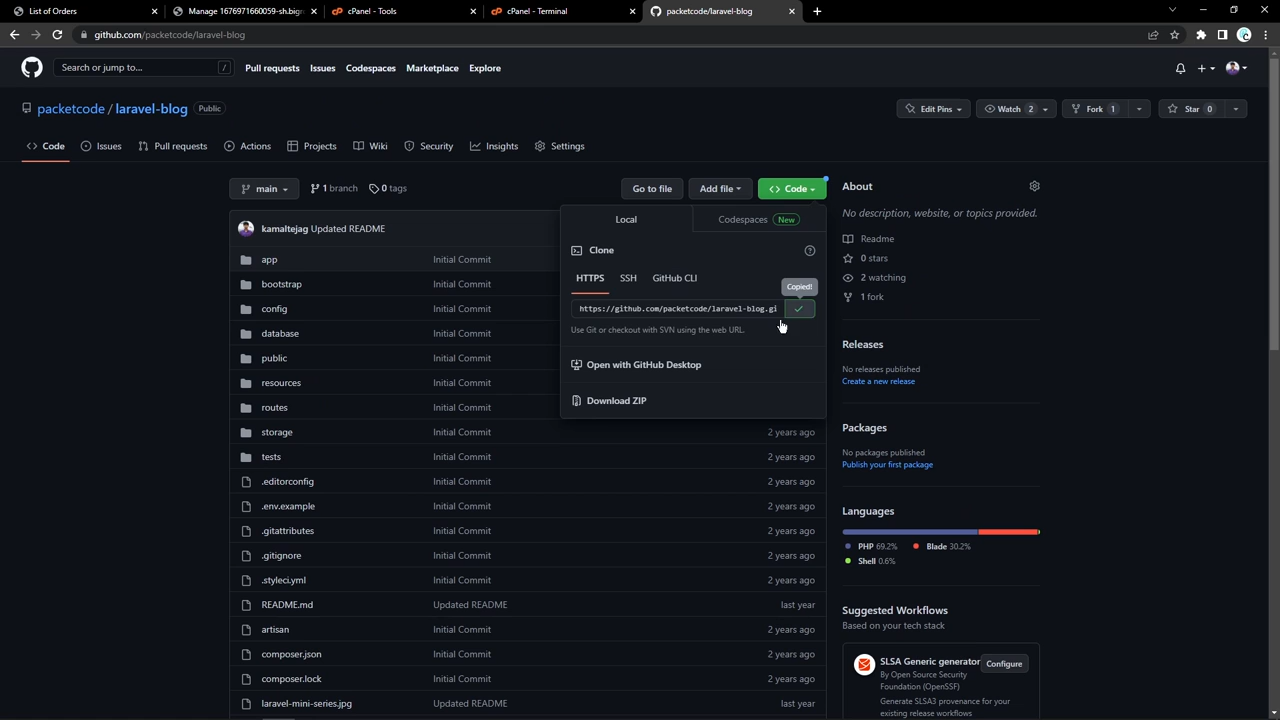 List of Orders
Manage 1676971660059-sh.bigro
cPanel - Tools
cPanel - Terminal
packetcode/laravel-blog
github.com/packetcode/laravel-blog
Search or jump to...
/
Pull requests
Issues
Codespaces
Marketplace
Explore
packetcode / laravel-blog
Public
Edit Pins
Watch 2
Fork 1
Star 0
Code
Issues
Pull requests
Actions
Projects
Wiki
Security
Insights
Settings
main
1 branch
0 tags
Go to file
Add file
Code
kamaltejag Updated README
app Initial Commit
bootstrap Initial Commit
config Initial Commit
database Initial Commit
public Initial Commit
resources Initial Commit
routes Initial Commit
storage Initial Commit 2 years ago
tests Initial Commit 2 years ago
.editorconfig Initial Commit 2 years ago
.env.example Initial Commit 2 years ago
.gitattributes Initial Commit 2 years ago
.gitignore Initial Commit 2 years ago
.styleci.yml Initial Commit 2 years ago
README.md Updated README last year
artisan Initial Commit 2 years ago
composer.json Initial Commit 2 years ago
composer.lock Initial Commit 2 years ago
laravel-mini-series.jpg Updated README last year
Local
Codespaces New
Clone
HTTPS
SSH
GitHub CLI
Copied!
https://github.com/packetcode/laravel-blog.gi
Use Git or checkout with SVN using the web URL.
Open with GitHub Desktop
Download ZIP
About
No description, website, or topics provided.
Readme
0 stars
2 watching
1 fork
Releases
No releases published
Create a new release
Packages
No packages published
Publish your first package
Languages
PHP 69.2%
Blade 30.2%
Shell 0.6%
Suggested Workflows
Based on your tech stack
SLSA Generic generator
Configure
By Open Source Security
Foundation (OpenSSF)
Generate SLSA3 provenance for your
existing release workflows